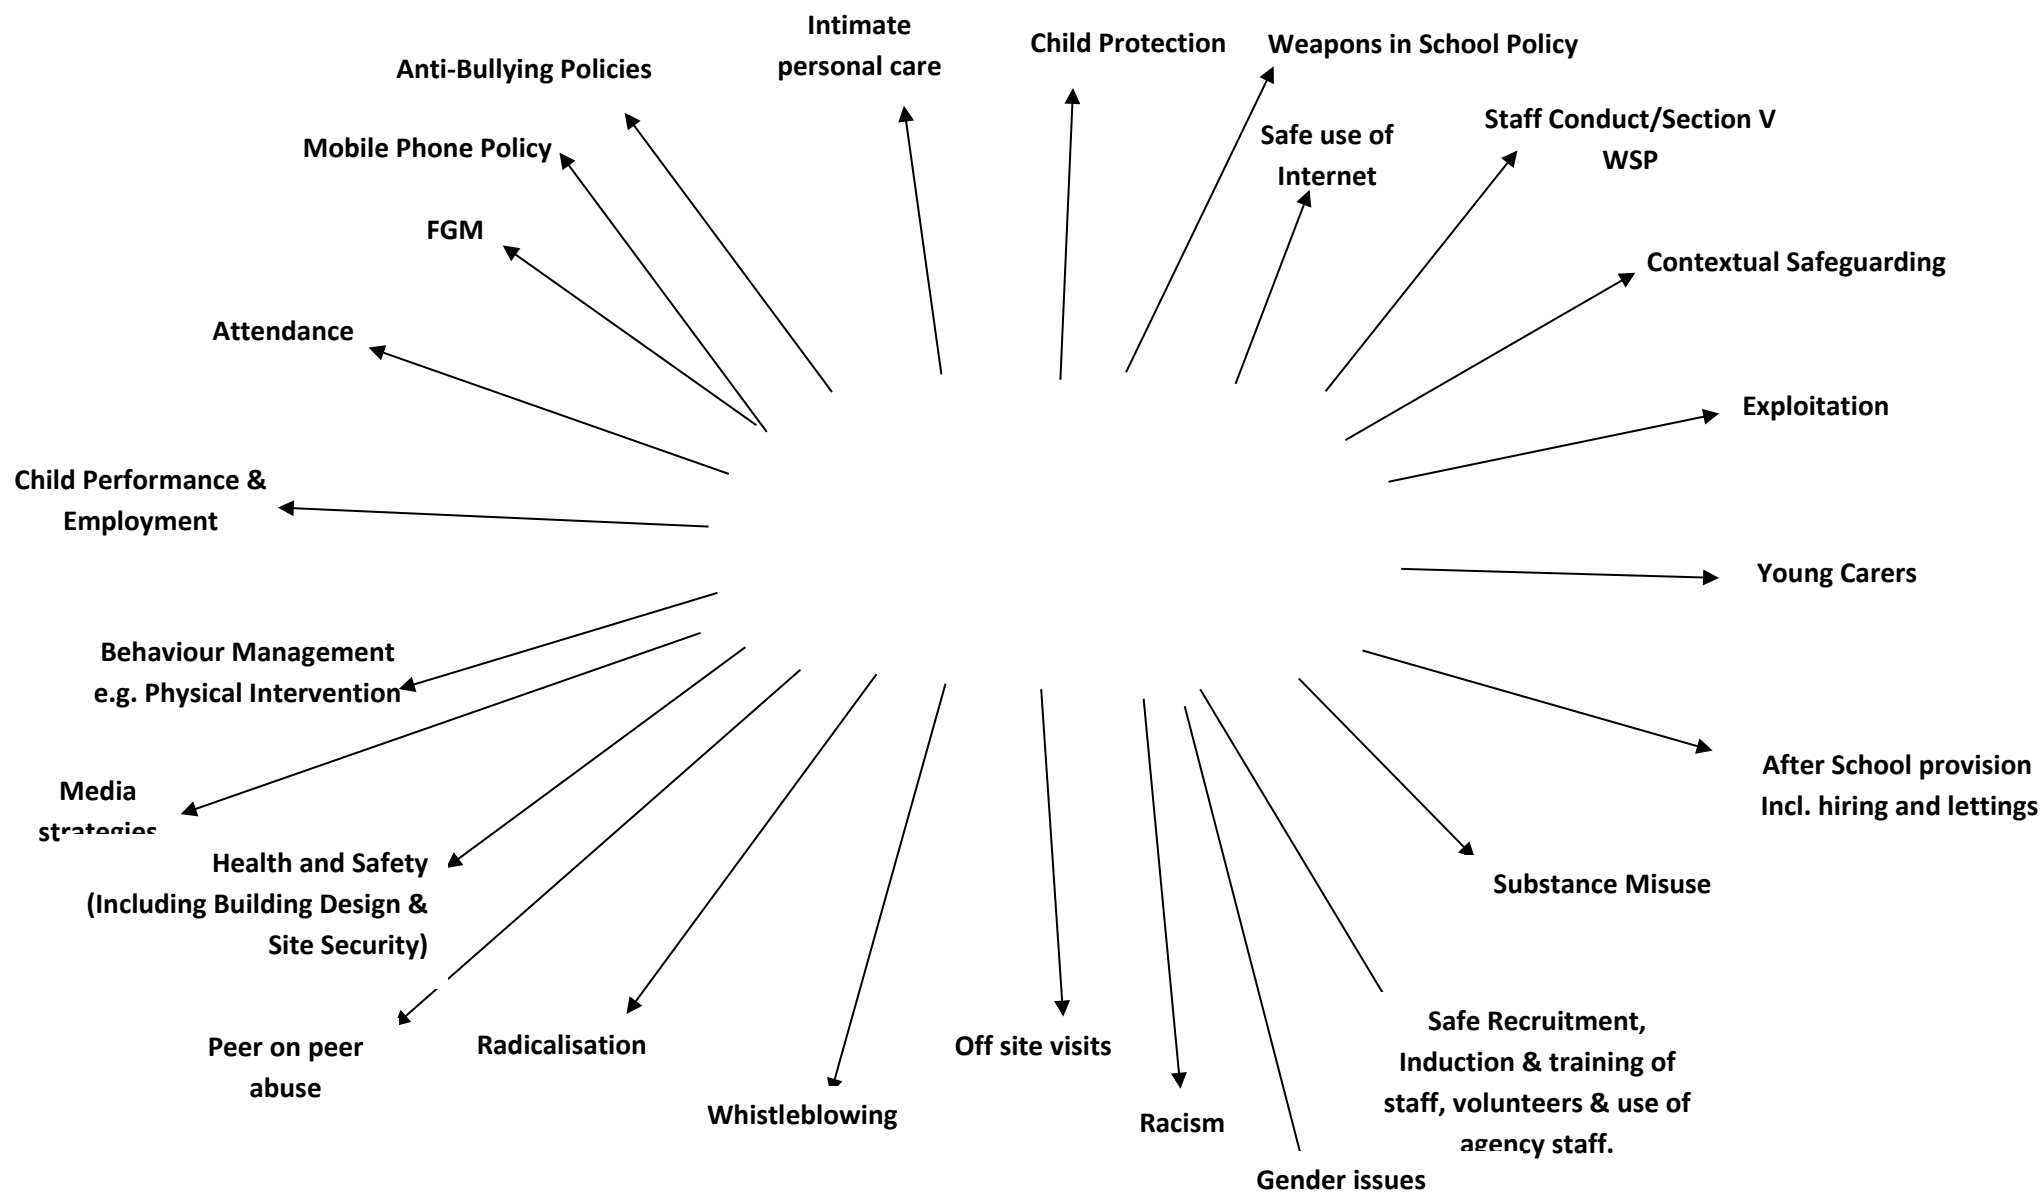 Intimate
personal care
Child Protection
Weapons in School Policy
Anti-Bullying Policies
Staff Conduct/Section V
WSP
Safe use of
Internet
Mobile Phone Policy
FGM
Contextual Safeguarding
Attendance
Exploitation
Child Performance &
Employment
Young Carers
Behaviour Management
e.g. Physical Intervention
After School provision
Incl. hiring and lettings
Media
strategies
Health and Safety
(Including Building Design &
Site Security)
Substance Misuse
Peer on peer
abuse
Radicalisation
Whistleblowing
Off site visits
Racism
Safe Recruitment,
Induction & training of
staff, volunteers & use of
agency staff.
Gender issues